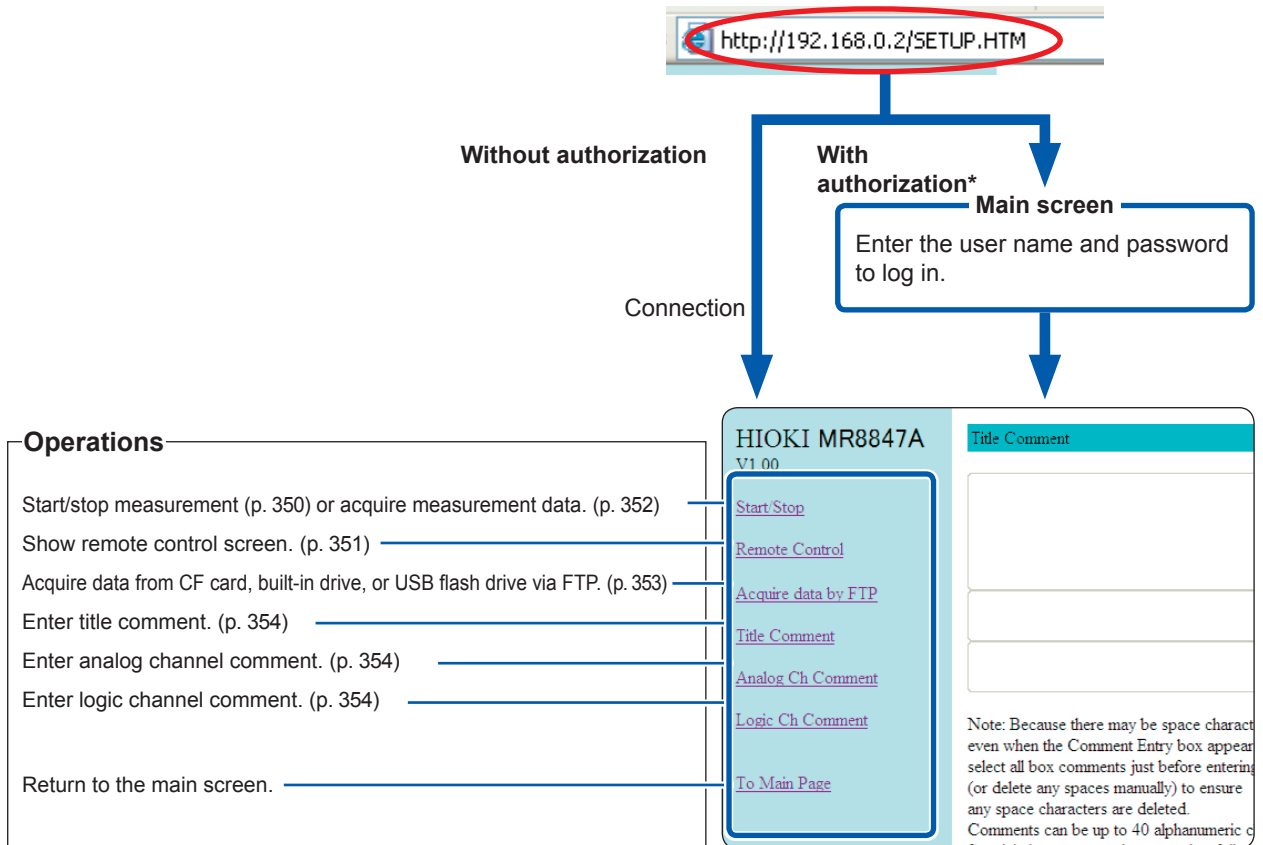 http://192.168.0.2/SETUP.HTM
Without authorization
With
authorization*
Main screen
Enter the user name and password
to log in.
Connection
Operations
Start/stop measurement (p. 350) or acquire measurement data. (p. 352)
Show remote control screen. (p. 351)
Acquire data from CF card, built-in drive, or USB flash drive via FTP. (p. 353)
Enter title comment. (p. 354)
Enter analog channel comment. (p. 354)
Enter logic channel comment. (p. 354)
Return to the main screen.
HIOKI MR8847A
V1.00
Start/Stop
Remote Control
Acquire data by FTP
Title Comment
Analog Ch Comment
Logic Ch Comment
To Main Page
Title Comment
Note: Because there may be space charact
even when the Comment Entry box appear
select all box comments just before entering
(or delete any spaces manually) to ensure
any space characters are deleted.
Comments can be up to 40 alphanumeric c